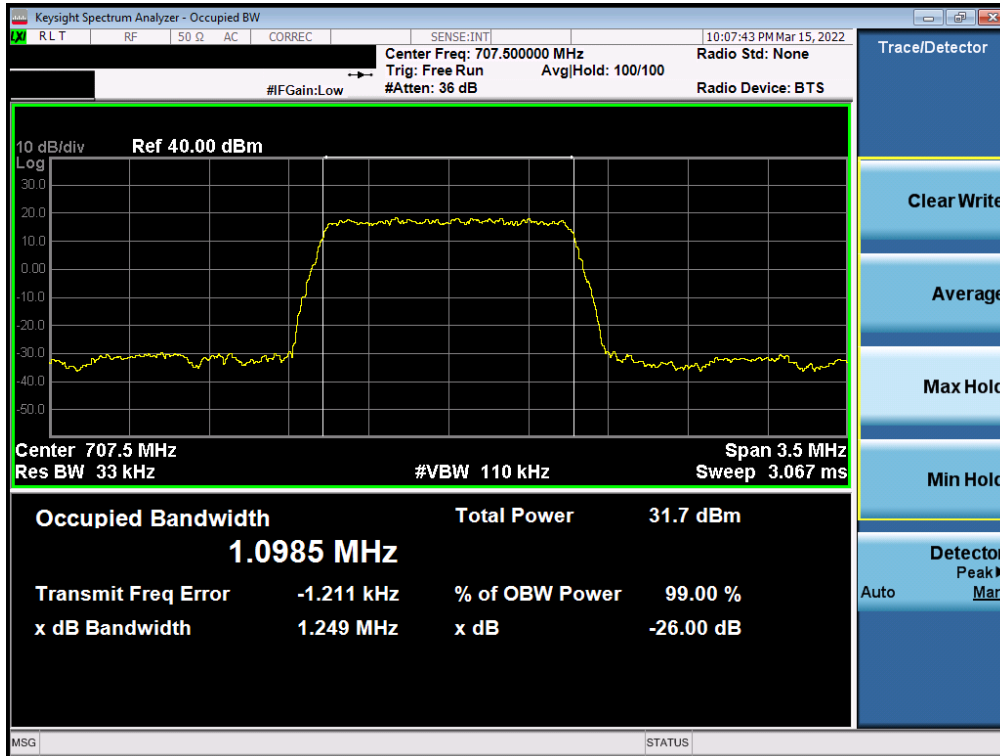 Keysight Spectrum Analyzer - Occupied BW
LXI RLT RF 50 Ω AC CORREC SENSE:INT 10:07:43 PM Mar 15, 2022
Center Freq: 707.500000 MHz Radio Std: None
Trig: Free Run Avg|Hold: 100/100
#IFGain:Low #Atten: 36 dB Radio Device: BTS
Trace/Detector
10 dB/div Ref 40.00 dBm
Log
30.0
20.0
10.0
0.00
-10.0
-20.0
-30.0
-40.0
-50.0
Center 707.5 MHz Span 3.5 MHz
Res BW 33 kHz #VBW 110 kHz Sweep 3.067 ms
Occupied Bandwidth Total Power 31.7 dBm
1.0985 MHz
Transmit Freq Error -1.211 kHz % of OBW Power 99.00 %
x dB Bandwidth 1.249 MHz x dB -26.00 dB
Clear Write
Average
Max Hold
Min Hold
Detector
Peak
Auto Man
MSG STATUS